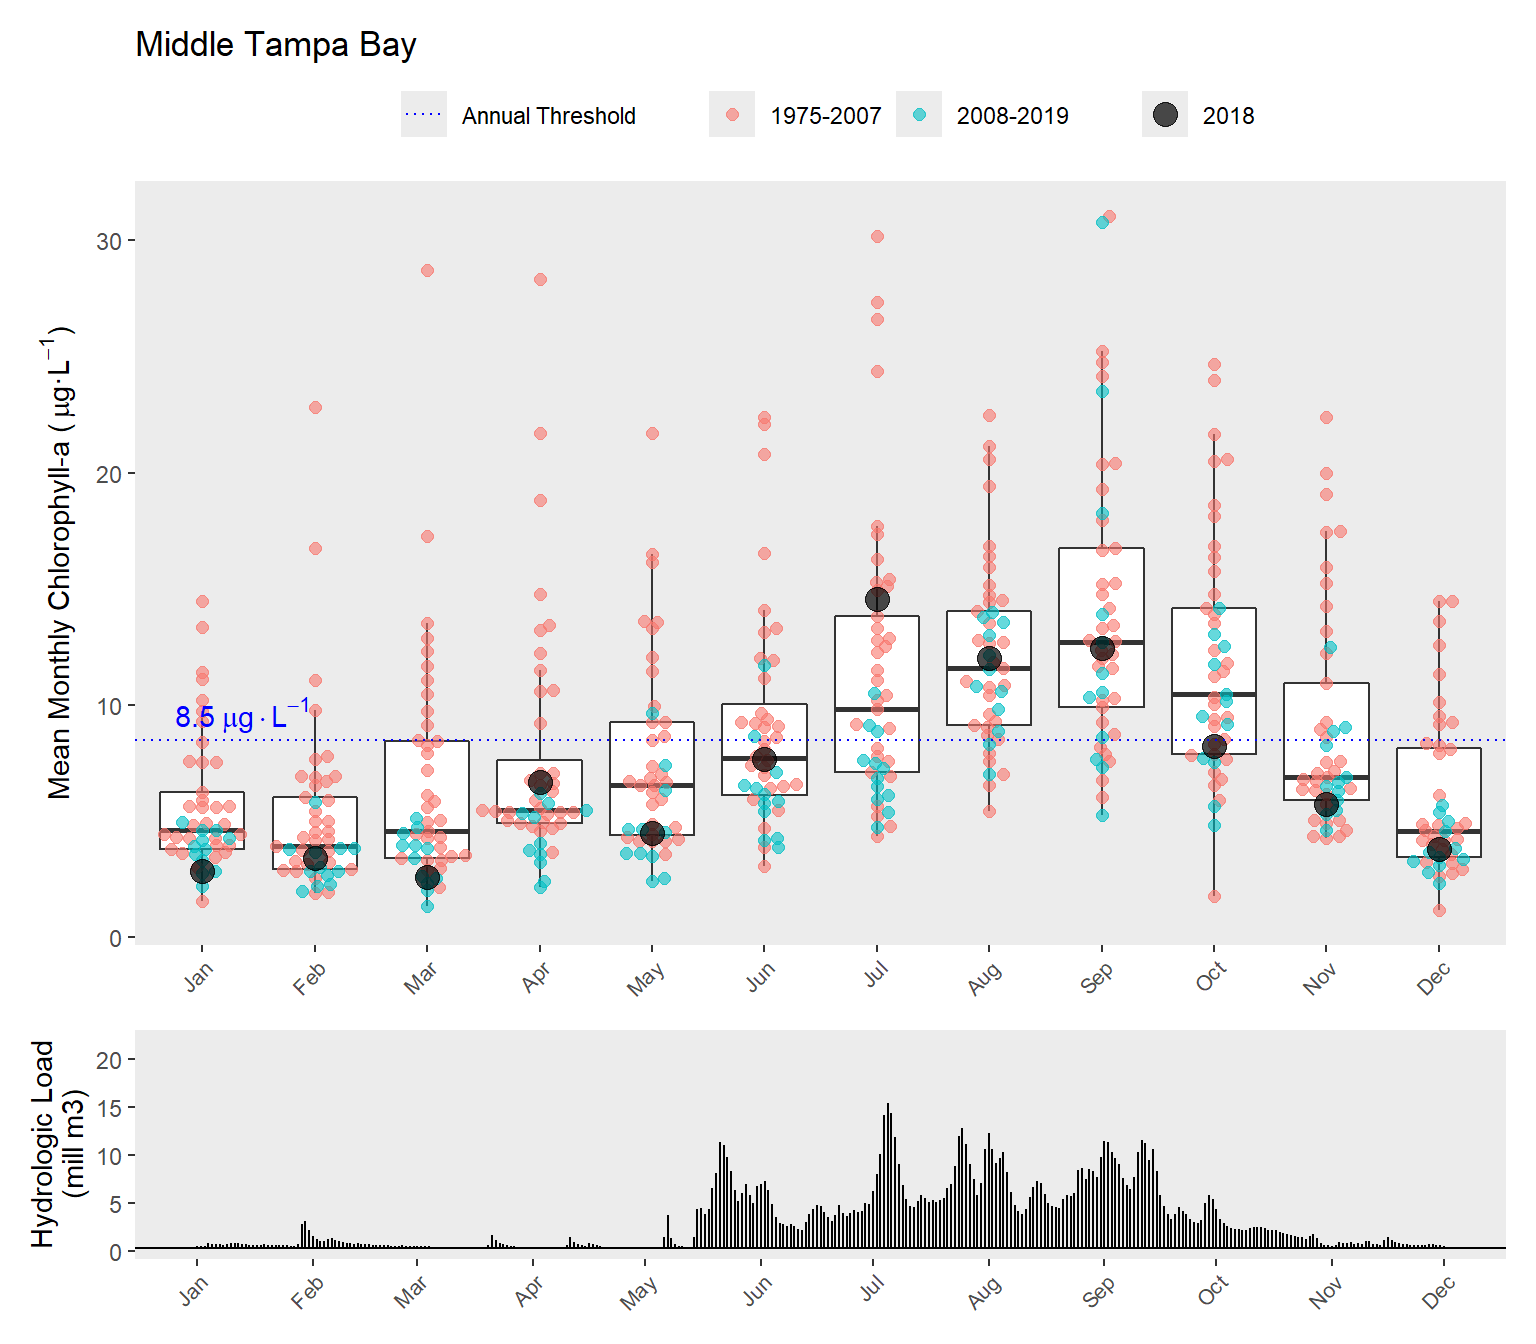 Middle Tampa Bay
Annual Threshold 1975-2007 2008-2019 2018
Mean Monthly Chlorophyll-a ( μg·L⁻¹)
30
20
10
0
8.5 μg · L⁻¹
Jan Feb Mar Apr May Jun Jul Aug Sep Oct Nov Dec
Hydrologic Load
(mill m3)
20
15
10
5
0
Jan Feb Mar Apr May Jun Jul Aug Sep Oct Nov Dec